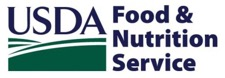 USDA
Food &
Nutrition
Service